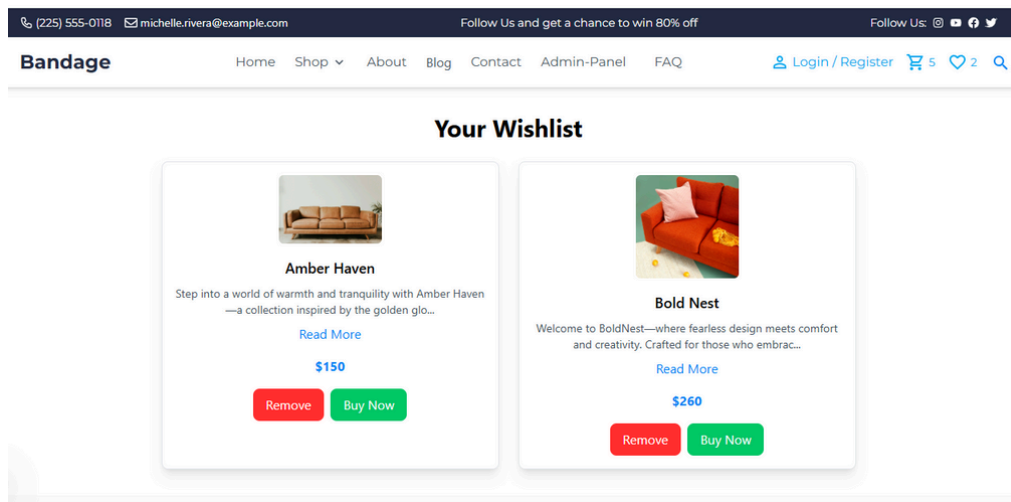 (225) 555-0118 michelle.rivera@example.com Follow Us and get a chance to win 80% off Follow Us:
Bandage Home Shop About Blog Contact Admin-Panel FAQ Login / Register 5 2
Your Wishlist
Amber Haven
Step into a world of warmth and tranquility with Amber Haven
—a collection inspired by the golden glo...
Read More
$150
Remove Buy Now
Bold Nest
Welcome to BoldNest—where fearless design meets comfort
and creativity. Crafted for those who embrac...
Read More
$260
Remove Buy Now